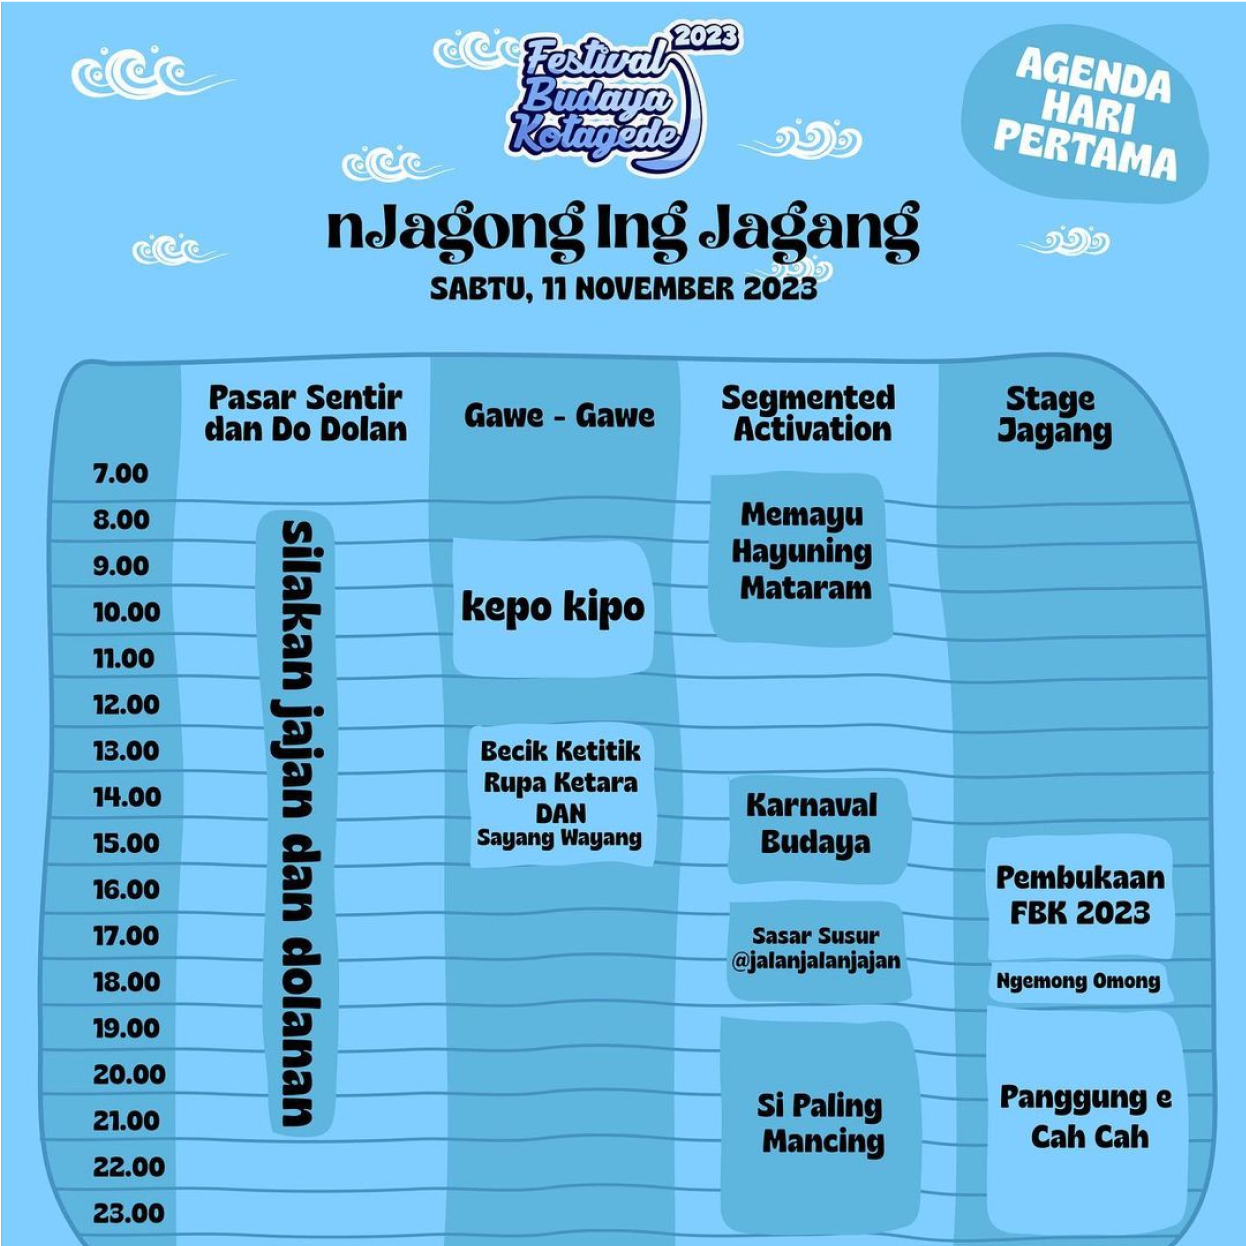 2023
Festival
Budaya
Kotagede
AGENDA
HARI
PERTAMA
nJagong Ing Jagang
SABTU, 11 NOVEMBER 2023
Pasar Sentir
dan Do Dolan
Gawe - Gawe
Segmented
Activation
Stage
Jagang
7.00
8.00
9.00
10.00
11.00
12.00
13.00
14.00
15.00
16.00
17.00
18.00
19.00
20.00
21.00
22.00
23.00
silakan jajan dan dolanan
kepo kipo
Becik Ketitik
Rupa Ketara
DAN
Sayang Wayang
Memayu
Hayuning
Mataram
Karnaval
Budaya
Sasar Susur
@jalanjalanjajan
Si Paling
Mancing
Pembukaan
FBK 2023
Ngemong Omong
Panggung e
Cah Cah